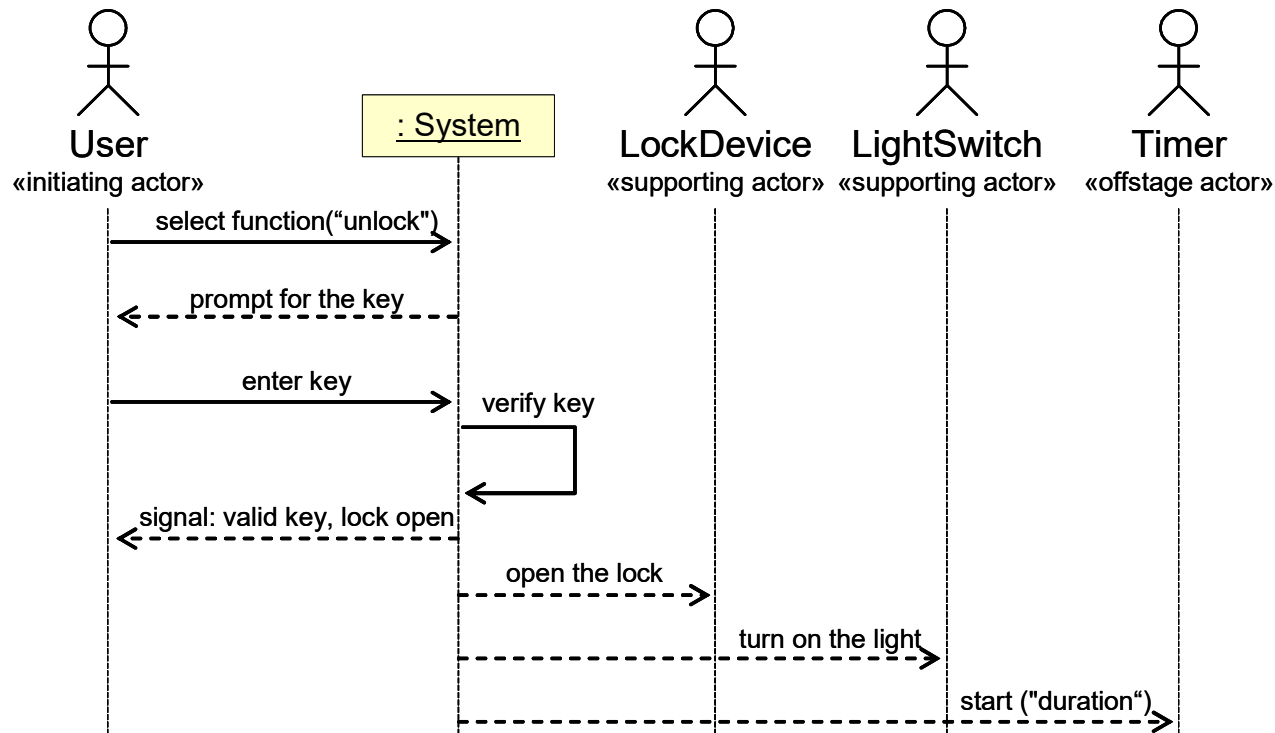 : System
User
LockDevice
LightSwitch
Timer
«initiating actor»
«supporting actor»
«supporting actor»
«offstage actor»
select function(“unlock")
prompt for the key
enter key
verify key
signal: valid key, lock open
open the lock
turn on the light
start ("duration“)